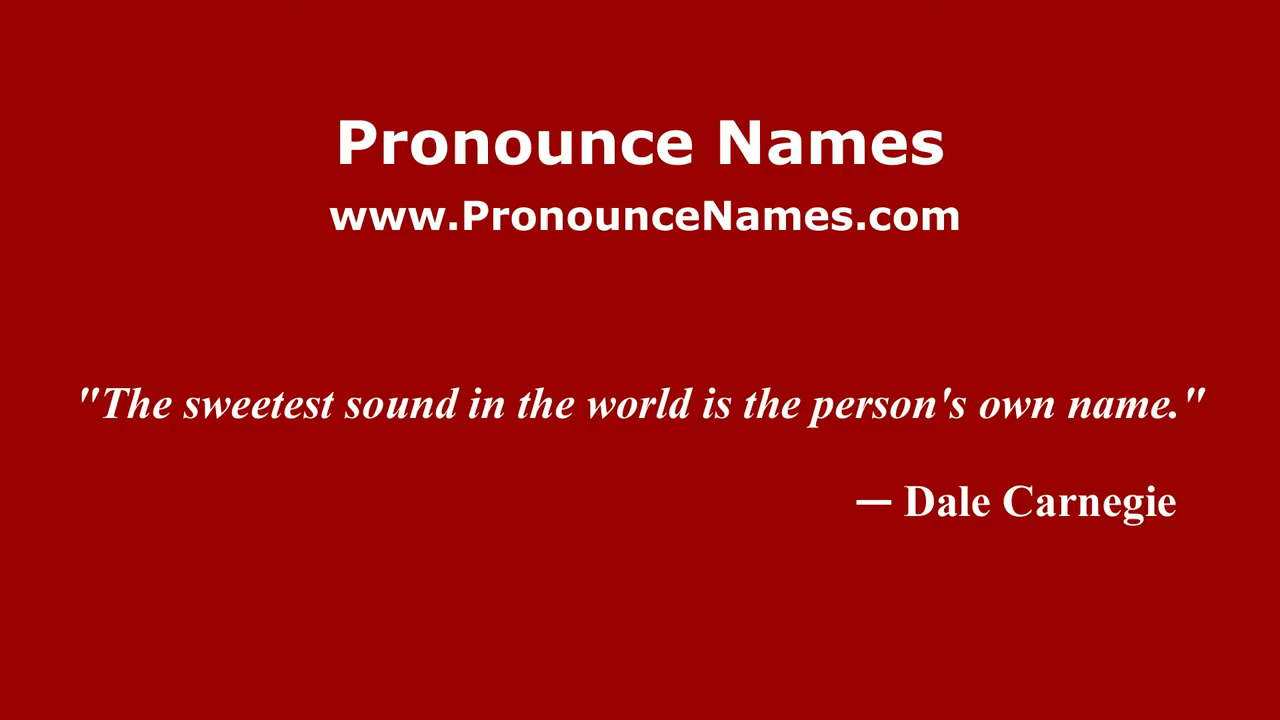 Pronounce Names
www.PronounceNames.com
"The sweetest sound in the world is the person's own name."
— Dale Carnegie